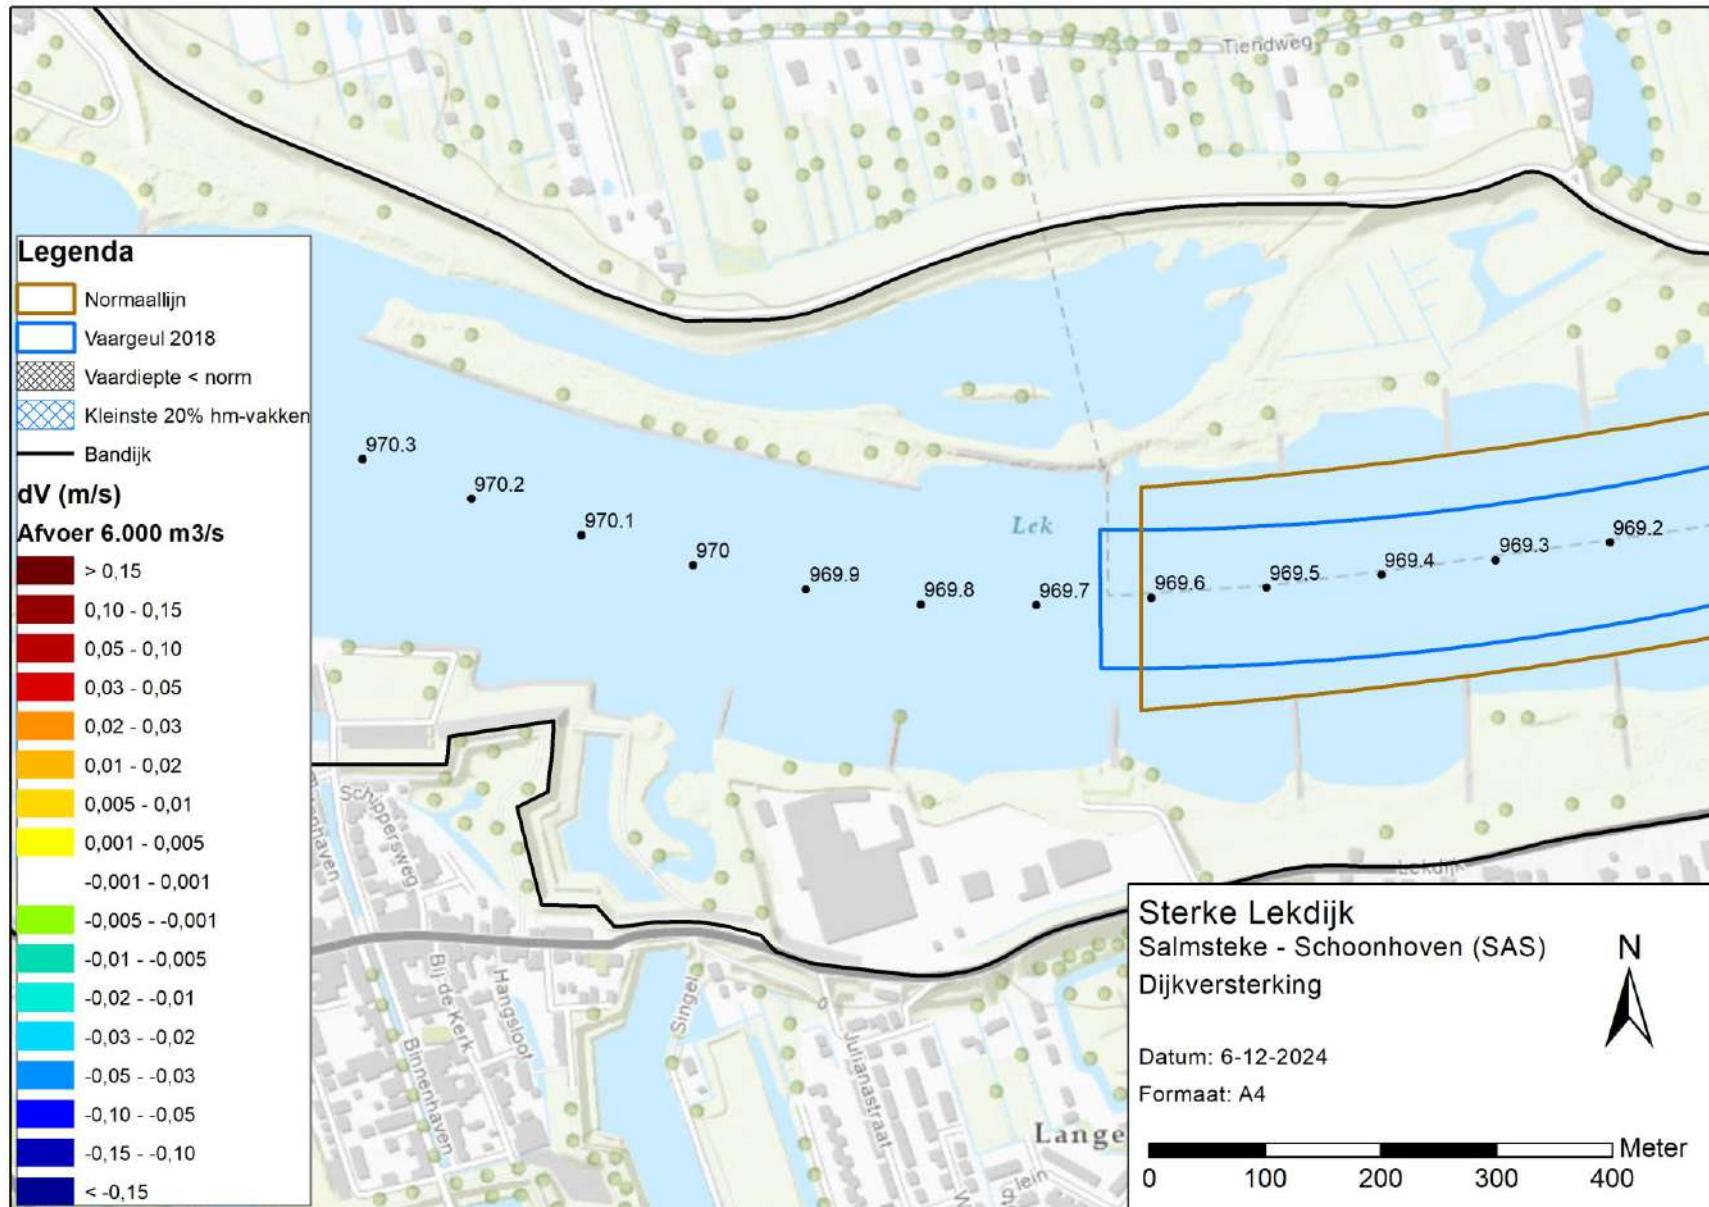 Tiendweg
Legenda
Normaallijn
Vaargeul 2018
Vaardiepte < norm
Kleinste 20% hm-vakken
Bandijk
dV (m/s)
Afvoer 6.000 m3/s
> 0,15
0,10 - 0,15
0,05 - 0,10
0,03 - 0,05
0,02 - 0,03
0,01 - 0,02
0,005 - 0,01
0,001 - 0,005
-0,001 - 0,001
-0,005 - -0,001
-0,01 - -0,005
-0,02 - -0,01
-0,03 - -0,02
-0,05 - -0,03
-0,10 - -0,05
-0,15 - -0,10
< -0,15
970.3
970.2
970.1
970
969.9
969.8
969.7
969.6
969.5
969.4
969.3
969.2
Lek
Schippersweg
Bij de Kerk
Hangsloot
Binnenhaven
Singel
Julianastraat
Lekdijk
Lange
Sterke Lekdijk
Salmsteke - Schoonhoven (SAS)
Dijkversterking
N
Datum: 6-12-2024
Formaat: A4
Meter
0 100 200 300 400